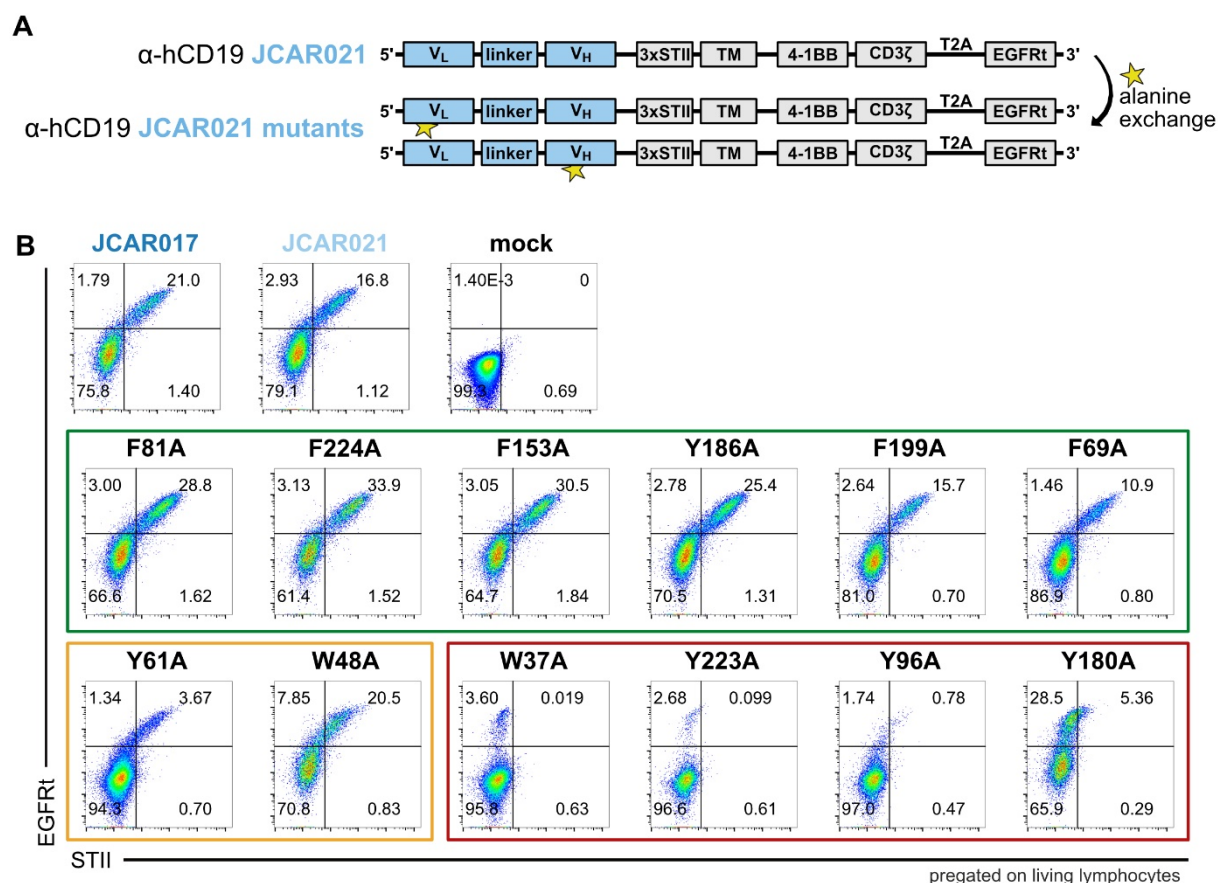 A
α-hCD19 JCAR021
5' VL linker VH 3xSTII TM 4-1BB CD3ζ T2A EGFRt 3'
alanine
exchange
α-hCD19 JCAR021 mutants
5' VL linker VH 3xSTII TM 4-1BB CD3ζ T2A EGFRt 3'
5' VL linker VH 3xSTII TM 4-1BB CD3ζ T2A EGFRt 3'
B
JCAR017 JCAR021 mock
1.79 21.0 2.93 16.8 1.40E-3 0
75.8 1.40 79.1 1.12 99.3 0.69
F81A F224A F153A Y186A F199A F69A
3.00 28.8 3.13 33.9 3.05 30.5 2.78 25.4 2.64 15.7 1.46 10.9
66.6 1.62 61.4 1.52 64.7 1.84 70.5 1.31 81.0 0.70 86.9 0.80
Y61A W48A W37A Y223A Y96A Y180A
1.34 3.67 7.85 20.5 3.60 0.019 2.68 0.099 1.74 0.78 28.5 5.36
94.3 0.70 70.8 0.83 95.8 0.63 96.6 0.61 97.0 0.47 65.9 0.29
EGFRt
STII
pregated on living lymphocytes